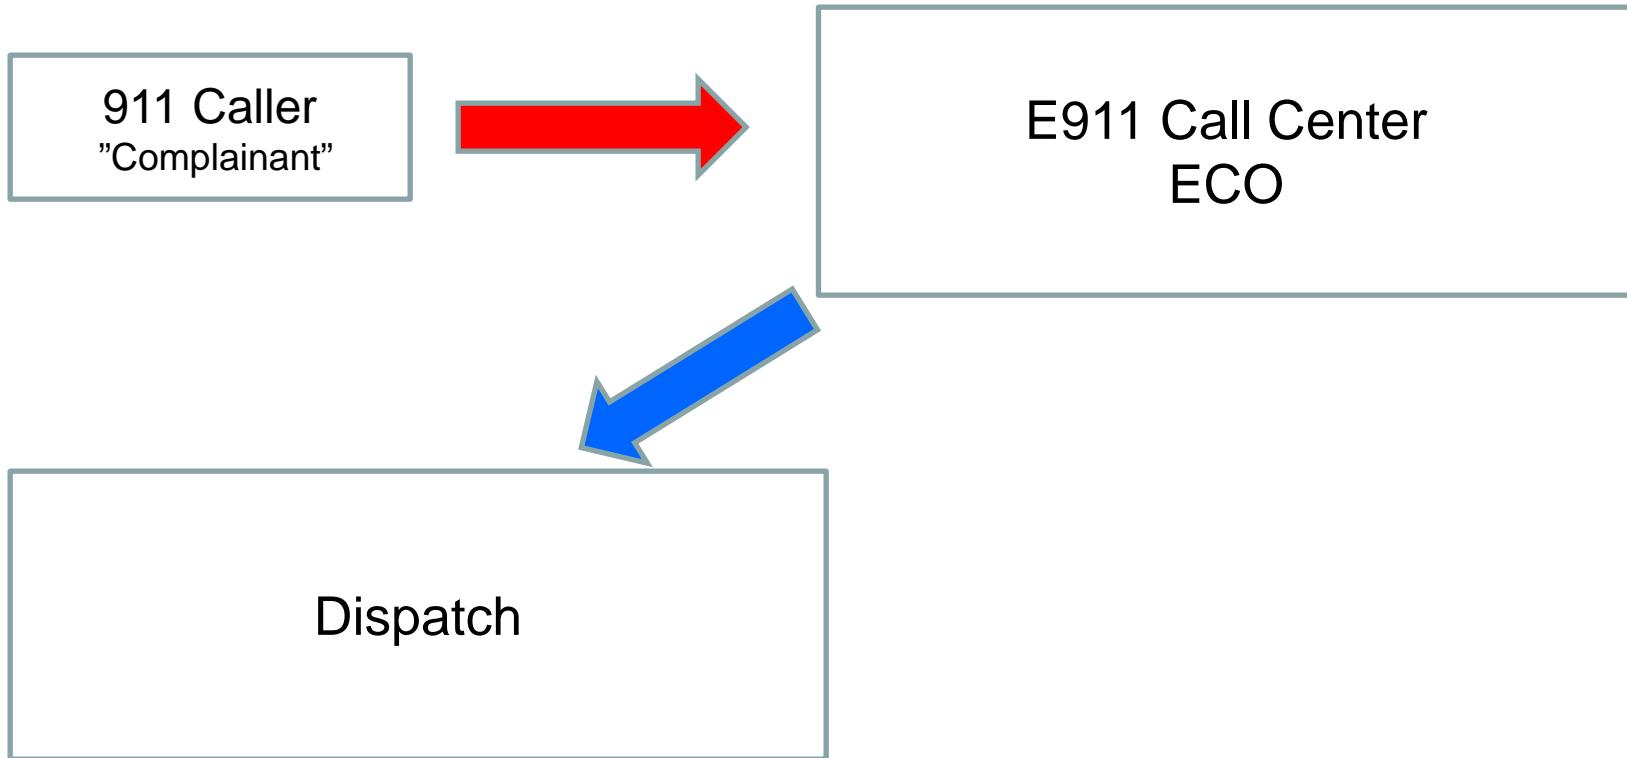 911 Caller
”Complainant”
E911 Call Center
ECO
Dispatch